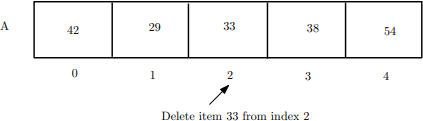 A 42 29 33 38 54
0 1 2 3 4
Delete item 33 from index 2